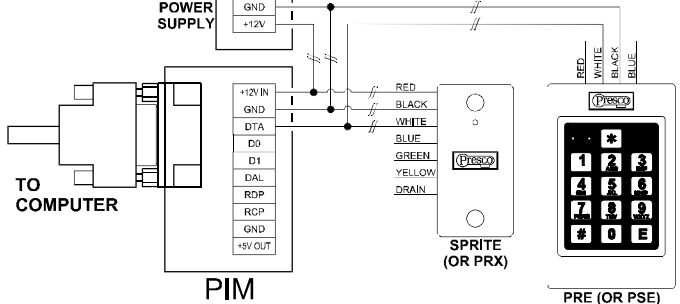 POWER
SUPPLY
GND
+12V
RED
WHITE
BLACK
BLUE
PIM
+12V IN
GND
DTA
D0
D1
DAL
RDP
RCP
GND
+5V OUT
TO
COMPUTER
RED
BLACK
WHITE
BLUE
GREEN
YELLOW
DRAIN
Presco
SPRITE
(OR PRX)
Presco
*
1 2 3
4 5 6
7 8 9
# 0 E
PRE (OR PSE)